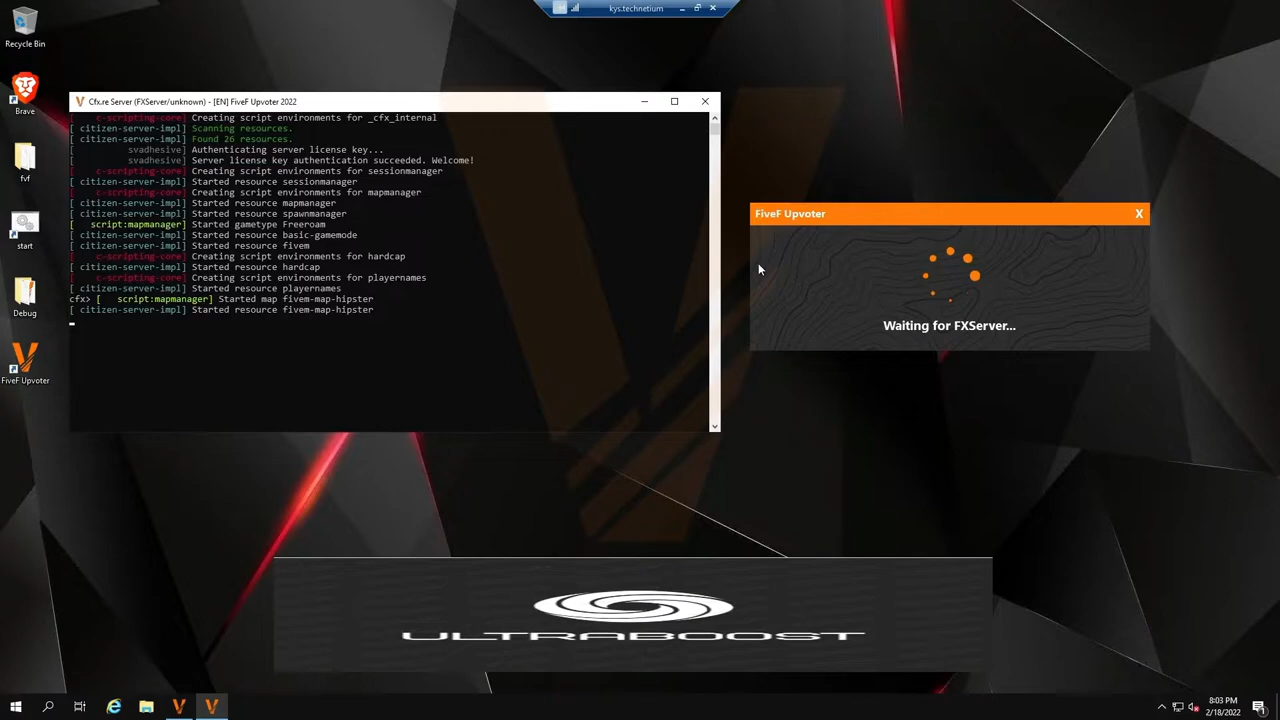 kys.technetium
Recycle Bin
Brave
fvf
start
Debug
FiveF Upvoter
Cfx.re Server (FXServer/unknown) - [EN] FiveF Upvoter 2022
[    c-scripting-core] Creating script environments for _cfx_internal
[ citizen-server-impl] Scanning resources.
[ citizen-server-impl] Found 26 resources.
[           svadhesive] Authenticating server license key...
[           svadhesive] Server license key authentication succeeded. Welcome!
[    c-scripting-core] Creating script environments for sessionmanager
[ citizen-server-impl] Started resource sessionmanager
[    c-scripting-core] Creating script environments for mapmanager
[ citizen-server-impl] Started resource mapmanager
[ citizen-server-impl] Started resource spawnmanager
[   script:mapmanager] Started gametype Freeroam
[ citizen-server-impl] Started resource basic-gamemode
[ citizen-server-impl] Started resource fivem
[    c-scripting-core] Creating script environments for hardcap
[ citizen-server-impl] Started resource hardcap
[    c-scripting-core] Creating script environments for playernames
[ citizen-server-impl] Started resource playernames
cfx> [   script:mapmanager] Started map fivem-map-hipster
[ citizen-server-impl] Started resource fivem-map-hipster
FiveF Upvoter X
Waiting for FXServer...
ULTRABOOST
8:03 PM
2/18/2022